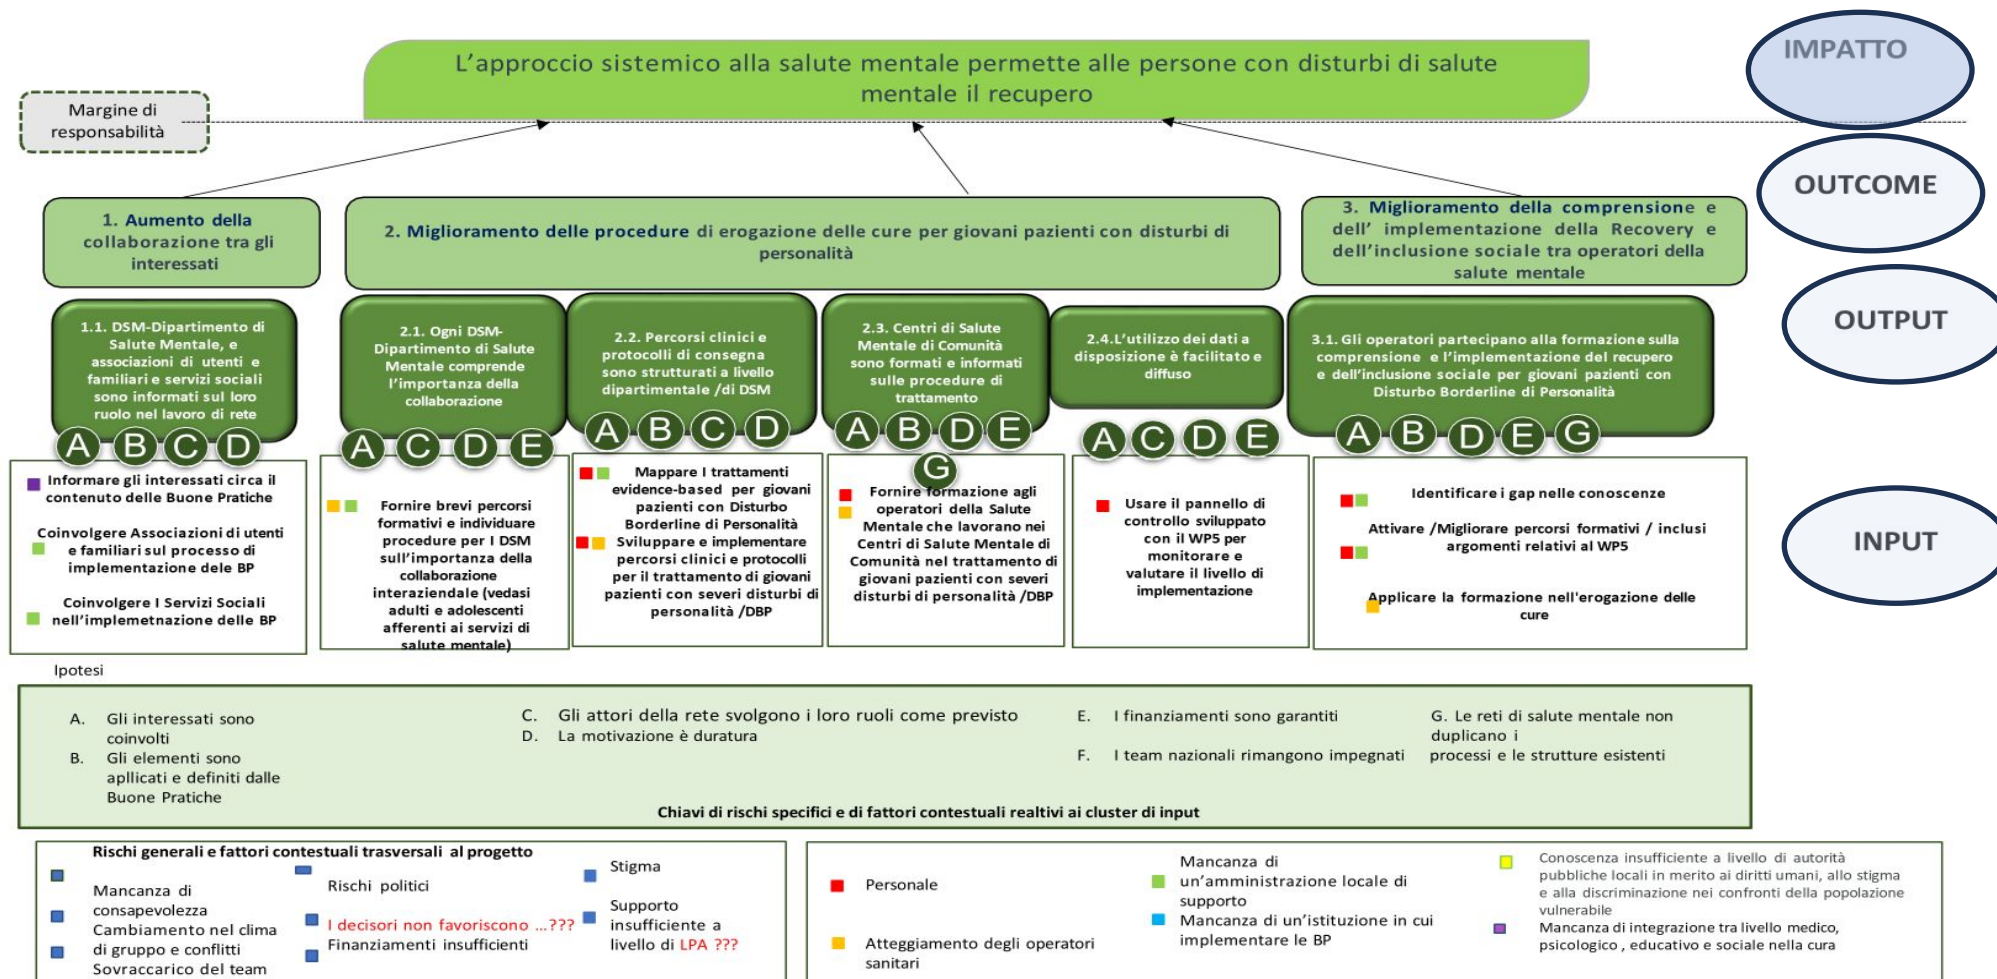 L'approccio sistemico alla salute mentale permette alle persone con disturbi di salute
mentale il recupero
IMPATTO
Margine di
responsabilità
OUTCOME
1. Aumento della
collaborazione tra gli
interessati
2. Miglioramento delle procedure di erogazione delle cure per giovani pazienti con disturbi di
personalità
3. Miglioramento della comprensione e
dell' implementazione della Recovery e
dell'inclusione sociale tra operatori della
salute mentale
OUTPUT
1.1. DSM-Dipartimento di
Salute Mentale, e
associazioni di utenti e
familiari e servizi sociali
sono informati sul loro
ruolo nel lavoro di rete
A B C D
2.1. Ogni DSM-
Dipartimento di Salute
Mentale comprende
l'importanza della
collaborazione
A C D E
2.2. Percorsi clinici e
protocolli di consegna
sono strutturati a livello
dipartimentale /di DSM
A B C D
2.3. Centri di Salute
Mentale di Comunità
sono formati e informati
sulle procedure di
trattamento
A B D E
G
2.4.L'utilizzo dei dati a
disposizione è facilitato e
diffuso
A C D E
3.1. Gli operatori partecipano alla formazione sulla
comprensione e l'implementazione del recupero
e dell'inclusione sociale per giovani pazienti con
Disturbo Borderline di Personalità
A B D E G
INPUT
Informare gli interessati circa il
contenuto delle Buone Pratiche
Coinvolgere Associazioni di utenti
e familiari sul processo di
implementazione dele BP
Coinvolgere I Servizi Sociali
nell'implemetnazione delle BP
Fornire brevi percorsi
formativi e individuare
procedure per I DSM
sull'importanza della
collaborazione
interaziendale (vedasi
adulti e adolescenti
afferenti ai servizi di
salute mentale)
Mappare I trattamenti
evidence-based per giovani
pazienti con Disturbo
Borderline di Personalità
Sviluppare e implementare
percorsi clinici e protocolli
per il trattamento di giovani
pazienti con severi disturbi di
personalità /DBP
Fornire formazione agli
operatori della Salute
Mentale che lavorano nei
Centri di Salute Mentale di
Comunità nel trattamento di
giovani pazienti con severi
disturbi di personalità /DBP
Usare il pannello di
controllo sviluppato
con il WP5 per
monitorare e
valutare il livello di
implementazione
Identificare i gap nelle conoscenze
Attivare /Migliorare percorsi formativi / inclusi
argomenti relativi al WP5
Applicare la formazione nell'erogazione delle
cure
Ipotesi
A. Gli interessati sono
coinvolti
B. Gli elementi sono
apllicati e definiti dalle
Buone Pratiche
C. Gli attori della rete svolgono i loro ruoli come previsto
D. La motivazione è duratura
E. I finanziamenti sono garantiti
F. I team nazionali rimangono impegnati
G. Le reti di salute mentale non
duplicano i
processi e le strutture esistenti
Chiavi di rischi specifici e di fattori contestuali realtivi ai cluster di input
Rischi generali e fattori contestuali trasversali al progetto
Mancanza di
consapevolezza
Cambiamento nel clima
di gruppo e conflitti
Sovraccarico del team
Rischi politici
I decisori non favoriscono ...???
Finanziamenti insufficienti
Stigma
Supporto
insufficiente a
livello di LPA ???
Personale
Atteggiamento degli operatori
sanitari
Mancanza di
un'amministrazione locale di
supporto
Mancanza di un'istituzione in cui
implementare le BP
Conoscenza insufficiente a livello di autorità
pubbliche locali in merito ai diritti umani, allo stigma
e alla discriminazione nei confronti della popolazione
vulnerabile
Mancanza di integrazione tra livello medico,
psicologico , educativo e sociale nella cura